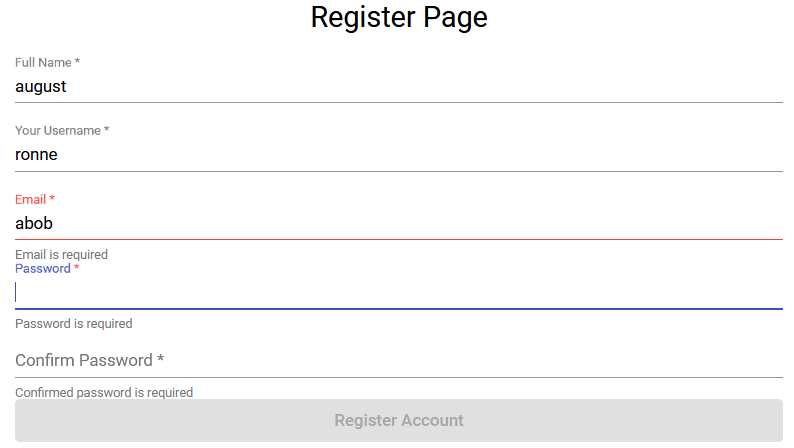 Register Page
Full Name *
august
Your Username *
ronne
Email *
abob
Email is required
Password *
Password is required
Confirm Password *
Confirmed password is required
Register Account